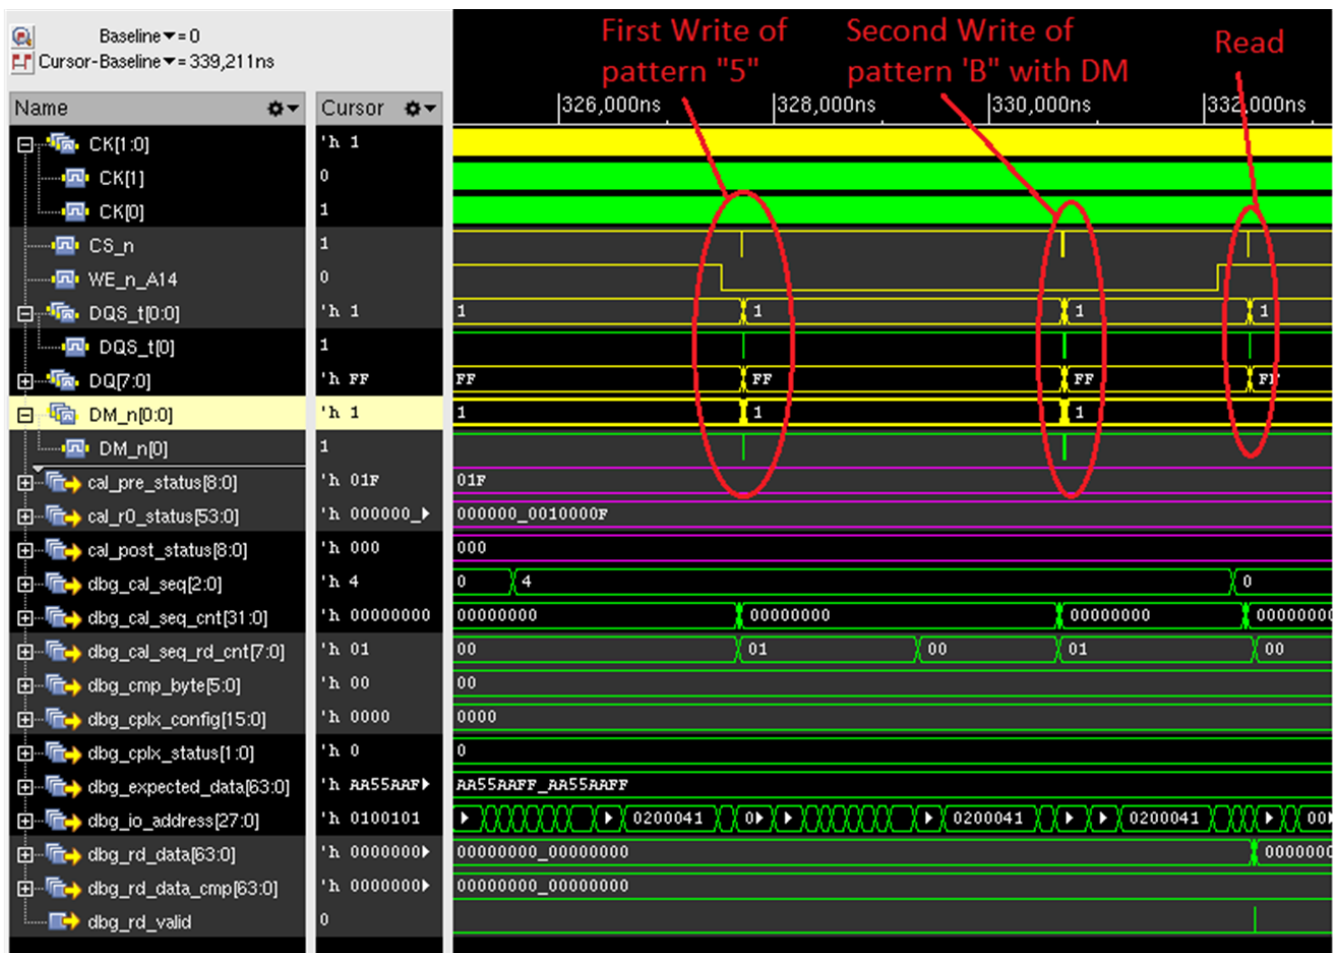 Baseline ▾= 0
Cursor-Baseline ▾= 339,211ns
First Write of pattern "5"
Second Write of pattern 'B" with DM
Read
Name Cursor 326,000ns 328,000ns 330,000ns 332,000ns
CK[1:0] 'h 1
CK[1] 0
CK[0] 1
CS_n 1
WE_n_A14 0
DQS_t[0:0] 'h 1 1 1 1 1
DQS_t[0] 1
DQ[7:0] 'h FF FF FF FF FF
DM_n[0:0] 'h 1 1 1 1
DM_n[0] 1
cal_pre_status[8:0] 'h 01F 01F
cal_r0_status[53:0] 'h 000000_ 000000_0010000F
cal_post_status[8:0] 'h 000 000
dbg_cal_seq[2:0] 'h 4 0 4 0
dbg_cal_seq_cnt[31:0] 'h 00000000 00000000 00000000 00000000 0000000
dbg_cal_seq_rd_cnt[7:0] 'h 01 00 01 00 01 00
dbg_cmp_byte[5:0] 'h 00 00
dbg_cplx_config[15:0] 'h 0000 0000
dbg_cplx_status[1:0] 'h 0 0
dbg_expected_data[63:0] 'h AA55AAF AA55AAFF_AA55AAFF
dbg_io_address[27:0] 'h 0100101 0200041 0 0200041 0200041 00
dbg_rd_data[63:0] 'h 0000000 00000000_00000000 0000000
dbg_rd_data_cmp[63:0] 'h 0000000 00000000_00000000
dbg_rd_valid 0